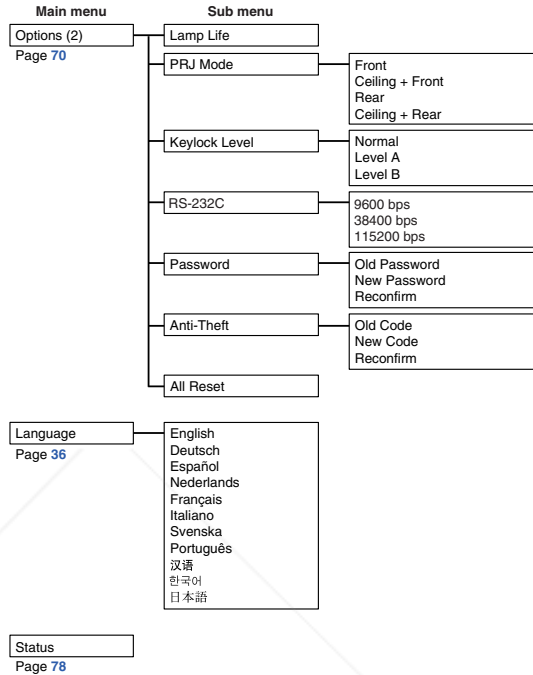 Main menu
Sub menu
Options (2)
Page 70
Lamp Life
PRJ Mode
Front
Ceiling + Front
Rear
Ceiling + Rear
Keylock Level
Normal
Level A
Level B
RS-232C
9600 bps
38400 bps
115200 bps
Password
Old Password
New Password
Reconfirm
Anti-Theft
Old Code
New Code
Reconfirm
All Reset
Language
Page 36
English
Deutsch
Español
Nederlands
Français
Italiano
Svenska
Português
汉语
한국어
日本語
Status
Page 78